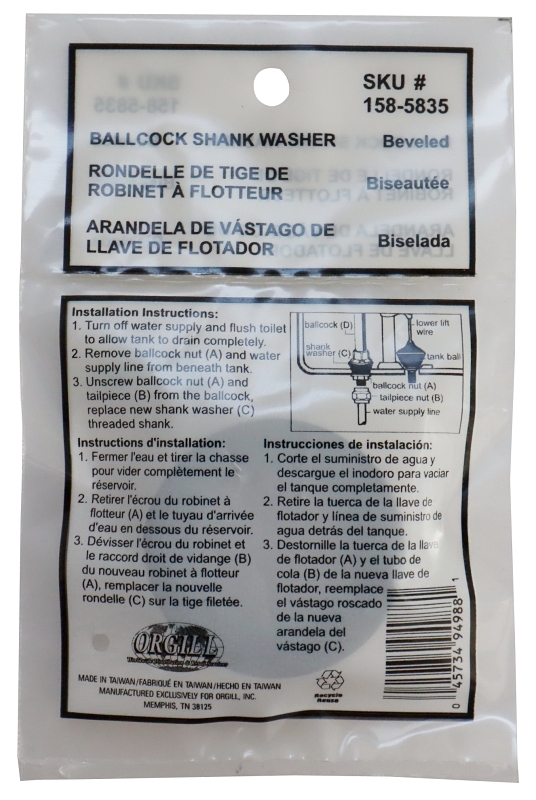 SKU #
158-5835
BALLCOCK SHANK WASHER Beveled
RONDELLE DE TIGE DE
ROBINET À FLOTTEUR Biseautée
ARANDELA DE VÁSTAGO DE
LLAVE DE FLOTADOR Biselada
Installation Instructions:
1. Turn off water supply and flush toilet
to allow tank to drain completely.
2. Remove ballcock nut (A) and water
supply line from beneath tank.
3. Unscrew ballcock nut (A) and
tailpiece (B) from the ballcock,
replace new shank washer (C)
threaded shank.
ballcock (D)
lower lift
wire
shank
washer (C)
tank ball
ballcock nut (A)
tailpiece nut (B)
water supply line
Instructions d'installation:
1. Fermer l'eau et tirer la chasse
pour vider complètement le
réservoir.
2. Retirer l'écrou du robinet à
flotteur (A) et le tuyau d'arrivée
d'eau en dessous du réservoir.
3. Dévisser l'écrou du robinet et
le raccord droit de vidange (B)
du nouveau robinet à flotteur
(A), remplacer la nouvelle
rondelle (C) sur la tige filetée.
Instrucciones de instalación:
1. Corte el suministro de agua y
descargue el inodoro para vaciar
el tanque completamente.
2. Retire la tuerca de la llave de
flotador y línea de suministro de
agua detrás del tanque.
3. Destornille la tuerca de la llave
de flotador (A) y el tubo de
cola (B) de la nueva llave de
flotador, reemplace
el vástago roscado
de la nueva
arandela del
vástago (C).
ORGILL
MADE IN TAIWAN/FABRIQUÉ EN TAIWAN/HECHO EN TAIWAN
MANUFACTURED EXCLUSIVELY FOR ORGILL, INC.
MEMPHIS, TN 38125
Recycle
Reuse
0 45734 94988 1